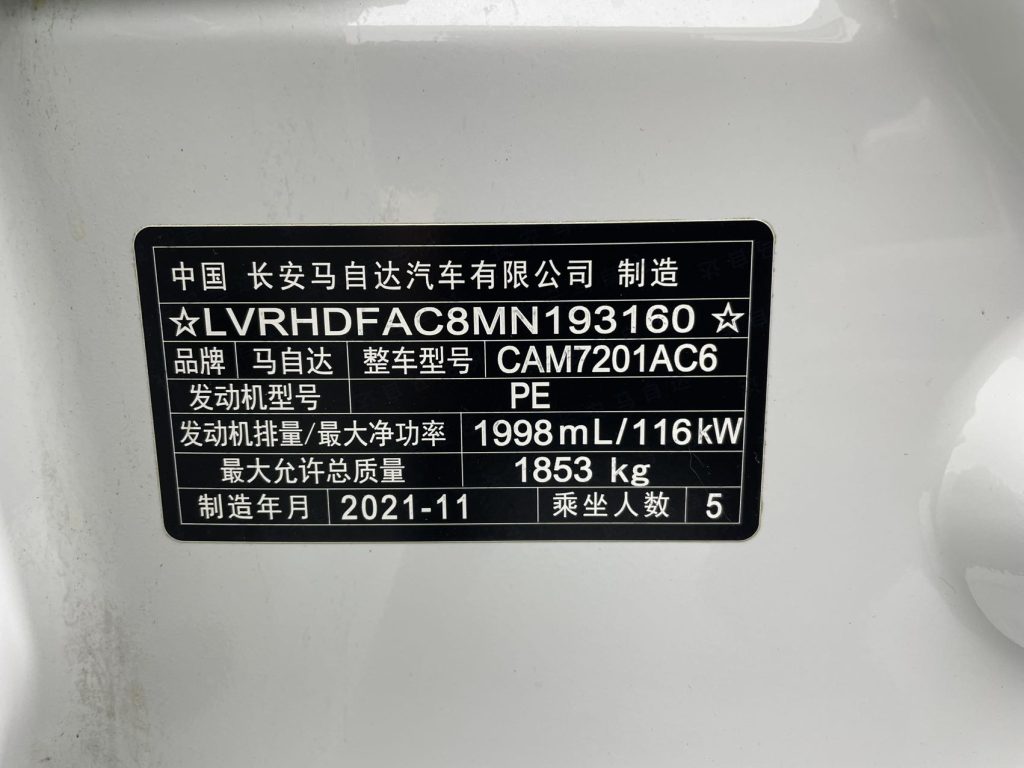 中国 长安马自达汽车有限公司 制造
☆LVRHDFAC8MN193160☆
品牌 马自达 整车型号 CAM7201AC6
发动机型号 PE
发动机排量/最大净功率 1998mL/116kW
最大允许总质量 1853 kg
制造年月 2021-11 乘坐人数 5